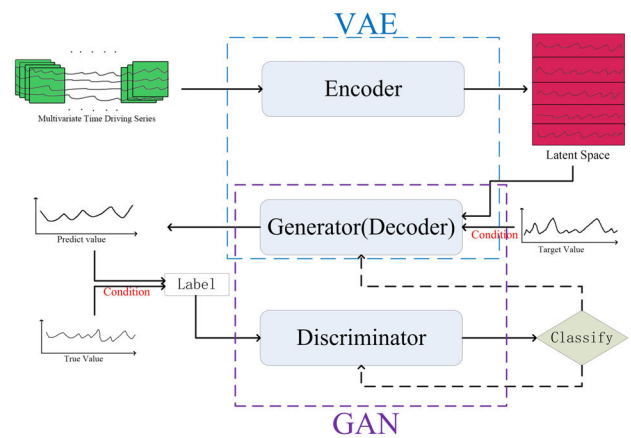 VAE
Encoder
Multivariate Time Driving Series
Latent Space
Generator(Decoder)
Condition
Target Value
Predict value
Condition
Label
True Value
Discriminator
Classify
GAN